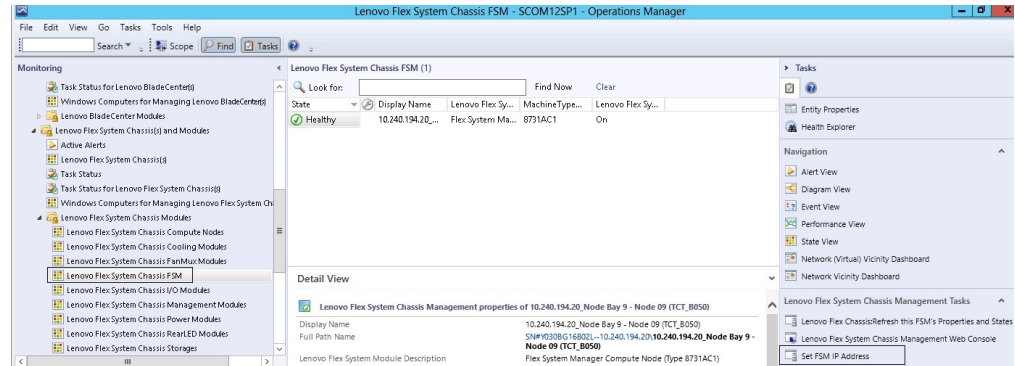 Lenovo Flex System Chassis FSM - SCOM12SP1 - Operations Manager
File Edit View Go Tasks Tools Help
Search Scope Find Tasks
Monitoring
Task Status for Lenovo BladeCenter(s)
Windows Computers for Managing Lenovo BladeCenter(s)
Lenovo BladeCenter Modules
Lenovo Flex System Chassis(s) and Modules
Active Alerts
Lenovo Flex System Chassis(s)
Task Status
Task Status for Lenovo Flex System Chassis(s)
Windows Computers for Managing Lenovo Flex System Ch
Lenovo Flex System Chassis Modules
Lenovo Flex System Chassis Compute Nodes
Lenovo Flex System Chassis Cooling Modules
Lenovo Flex System Chassis FanMux Modules
Lenovo Flex System Chassis FSM
Lenovo Flex System Chassis I/O Modules
Lenovo Flex System Chassis Management Modules
Lenovo Flex System Chassis Power Modules
Lenovo Flex System Chassis RearLED Modules
Lenovo Flex System Chassis Storages
Lenovo Flex System Chassis FSM (1)
Look for: Find Now Clear
State Display Name Lenovo Flex Sy... MachineType... Lenovo Flex Sy...
Healthy 10.240.194.20_... Flex System Ma... 8731AC1 On
Detail View
Lenovo Flex System Chassis Management properties of 10.240.194.20_Node Bay 9 - Node 09 (TCT_B050)
Display Name 10.240.194.20_Node Bay 9 - Node 09 (TCT_B050)
Full Path Name SN#Y030BG16802L--10.240.194.20\10.240.194.20_Node Bay 9 -
Node 09 (TCT_B050)
Lenovo Flex System Module Description Flex System Manager Compute Node (Type 8731AC1)
Tasks
Entity Properties
Health Explorer
Navigation
Alert View
Diagram View
Event View
Performance View
State View
Network (Virtual) Vicinity Dashboard
Network Vicinity Dashboard
Lenovo Flex System Chassis Management Tasks
Lenovo Flex Chassis:Refresh this FSM's Properties and States
Lenovo Flex System Chassis Management Web Console
Set FSM IP Address